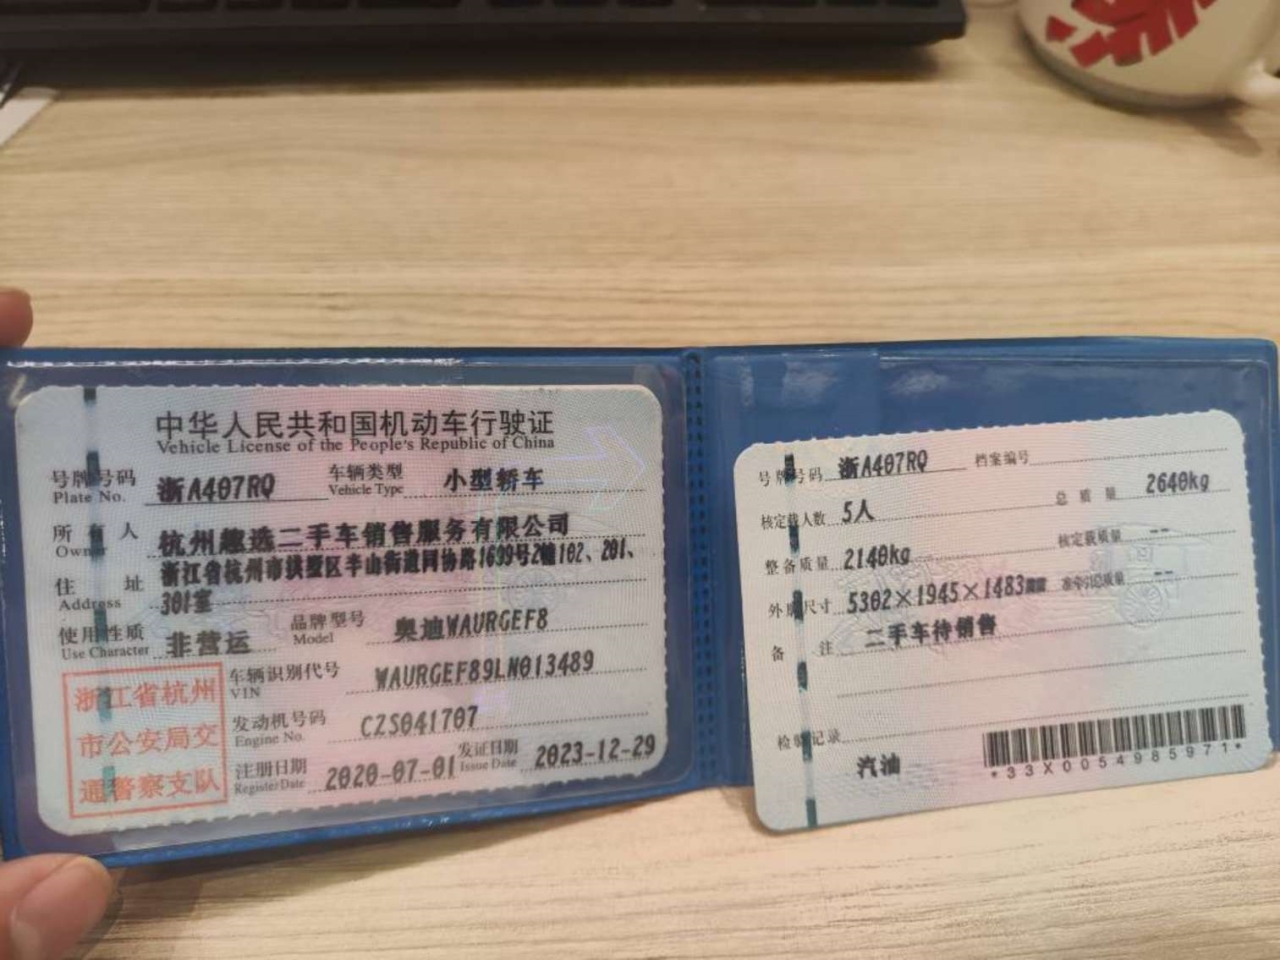 中华人民共和国机动车行驶证
Vehicle License of the People's Republic of China
号牌号码 浙A407RQ 车辆类型 小型轿车
Plate No. Vehicle Type
所有人 杭州趣选二手车销售服务有限公司
Owner
住址 浙江省杭州市拱墅区半山街道同协路1699号2幢102、201、
Address 301室
使用性质 非营运 品牌型号 奥迪WAURGEF8
Use Character Model
浙江省杭州
市公安局交
通警察支队
车辆识别代号 WAURGEF89LN013489
VIN
发动机号码 CZS041707
Engine No.
注册日期 2020-07-01 发证日期 2023-12-29
Register Date Issue Date
号牌号码 浙A407RQ 档案编号
核定载人数 5人 总质量 2640kg
整备质量 2140kg 核定载质量 --
外廓尺寸 5302×1945×1483 准牵引总质量 --
备注 二手车待销售
检验记录
汽油
*33X0054985971*